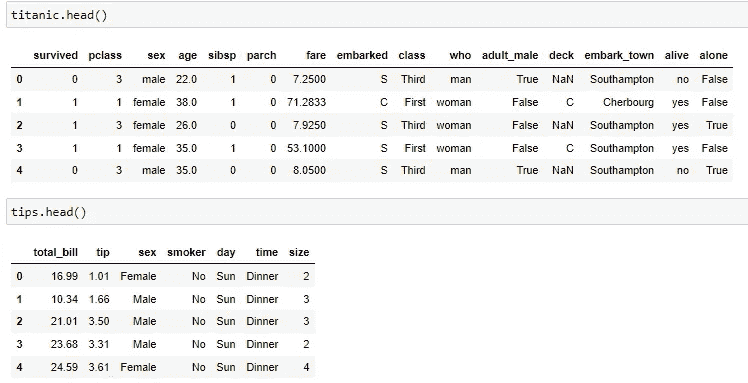 titanic.head()
survived pclass sex age sibsp parch fare embarked class who adult_male deck embark_town alive alone
0 0 3 male 22.0 1 0 7.2500 S Third man True NaN Southampton no False
1 1 1 female 38.0 1 0 71.2833 C First woman False C Cherbourg yes False
2 1 3 female 26.0 0 0 7.9250 S Third woman False NaN Southampton yes True
3 1 1 female 35.0 1 0 53.1000 S First woman False C Southampton yes False
4 0 3 male 35.0 0 0 8.0500 S Third man True NaN Southampton no True
tips.head()
total_bill tip sex smoker day time size
0 16.99 1.01 Female No Sun Dinner 2
1 10.34 1.66 Male No Sun Dinner 3
2 21.01 3.50 Male No Sun Dinner 3
3 23.68 3.31 Male No Sun Dinner 2
4 24.59 3.61 Female No Sun Dinner 4